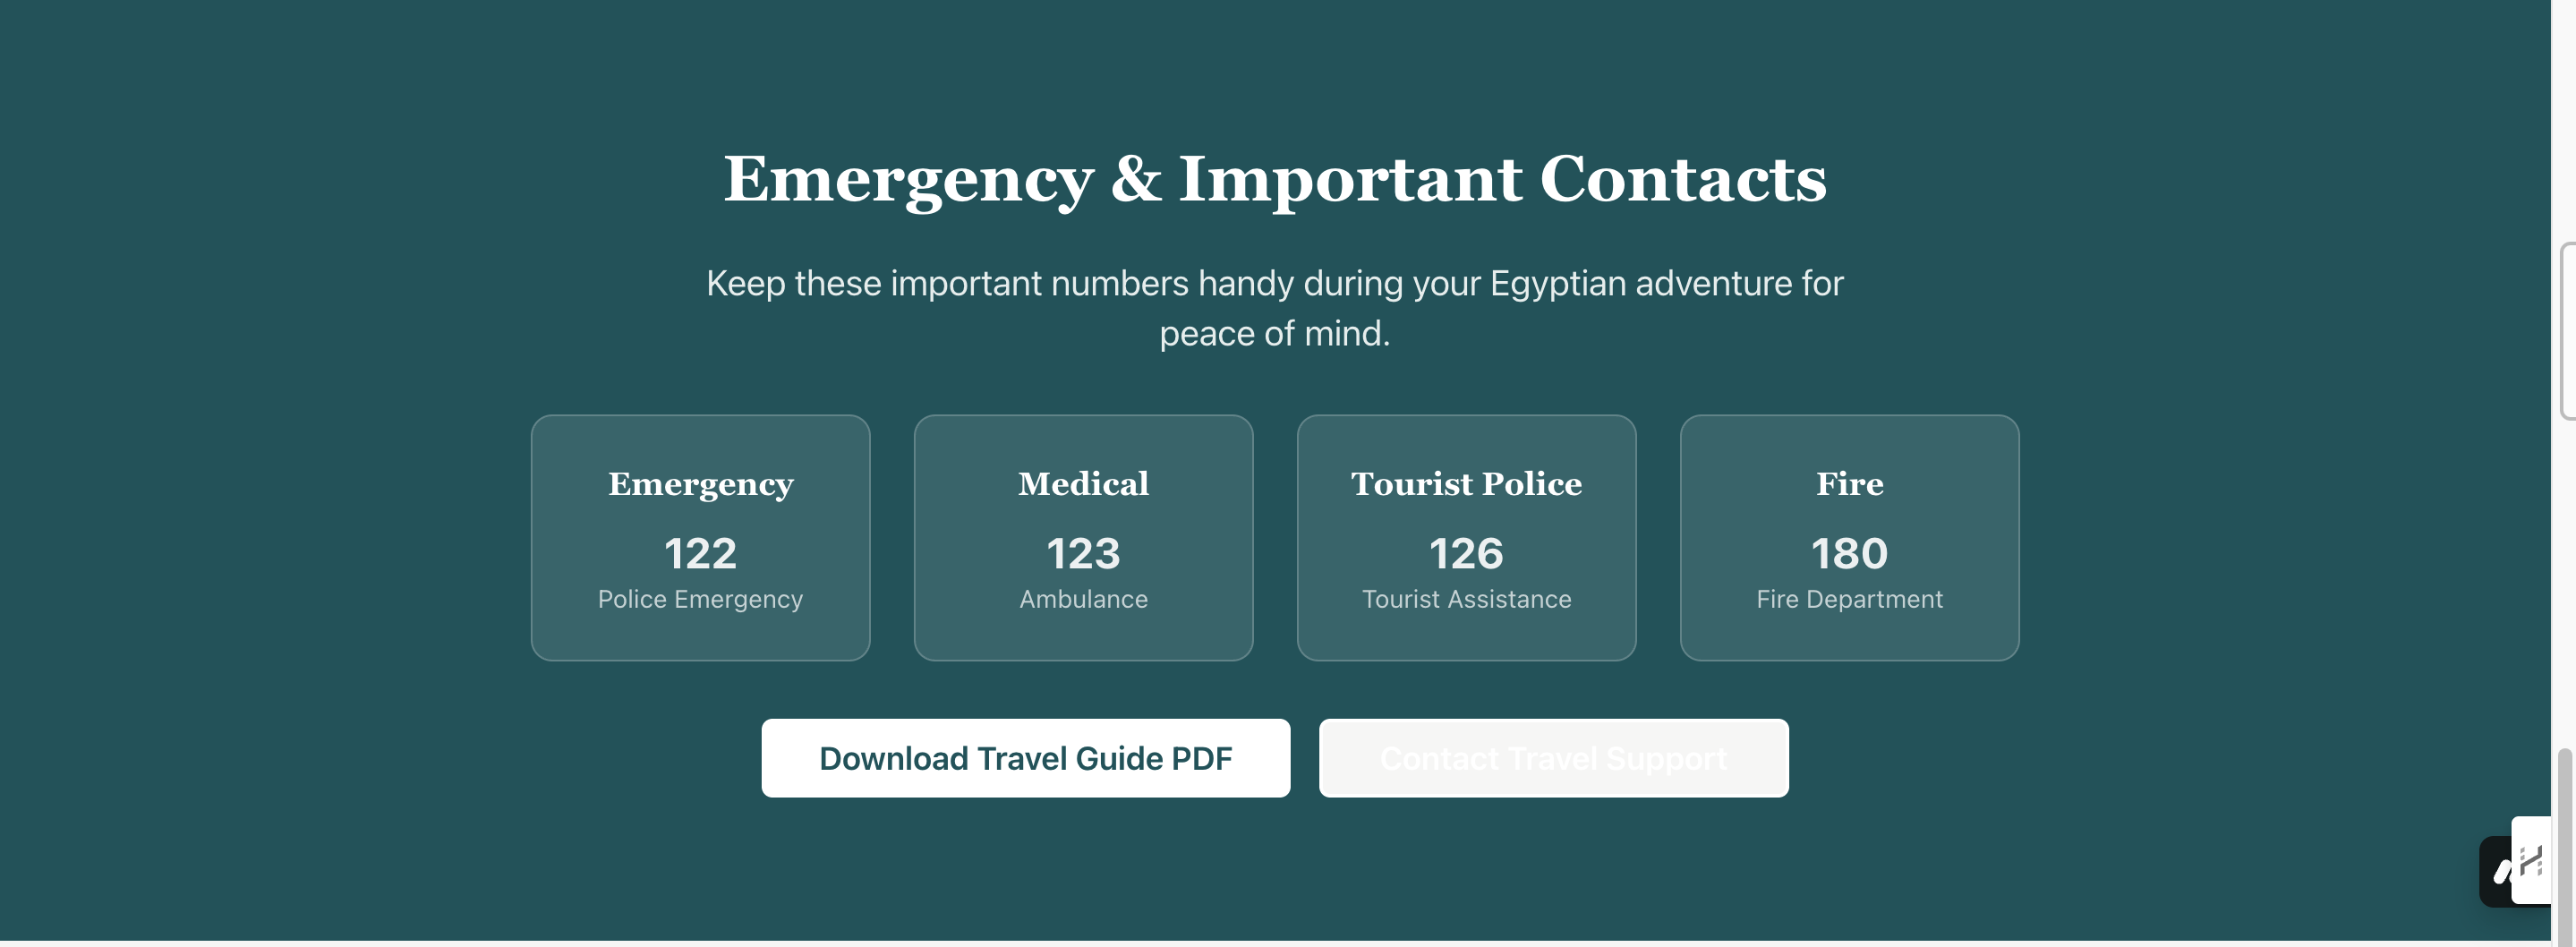 Emergency & Important Contacts
Keep these important numbers handy during your Egyptian adventure for
peace of mind.
Emergency
122
Police Emergency
Medical
123
Ambulance
Tourist Police
126
Tourist Assistance
Fire
180
Fire Department
Download Travel Guide PDF
Contact Travel Support